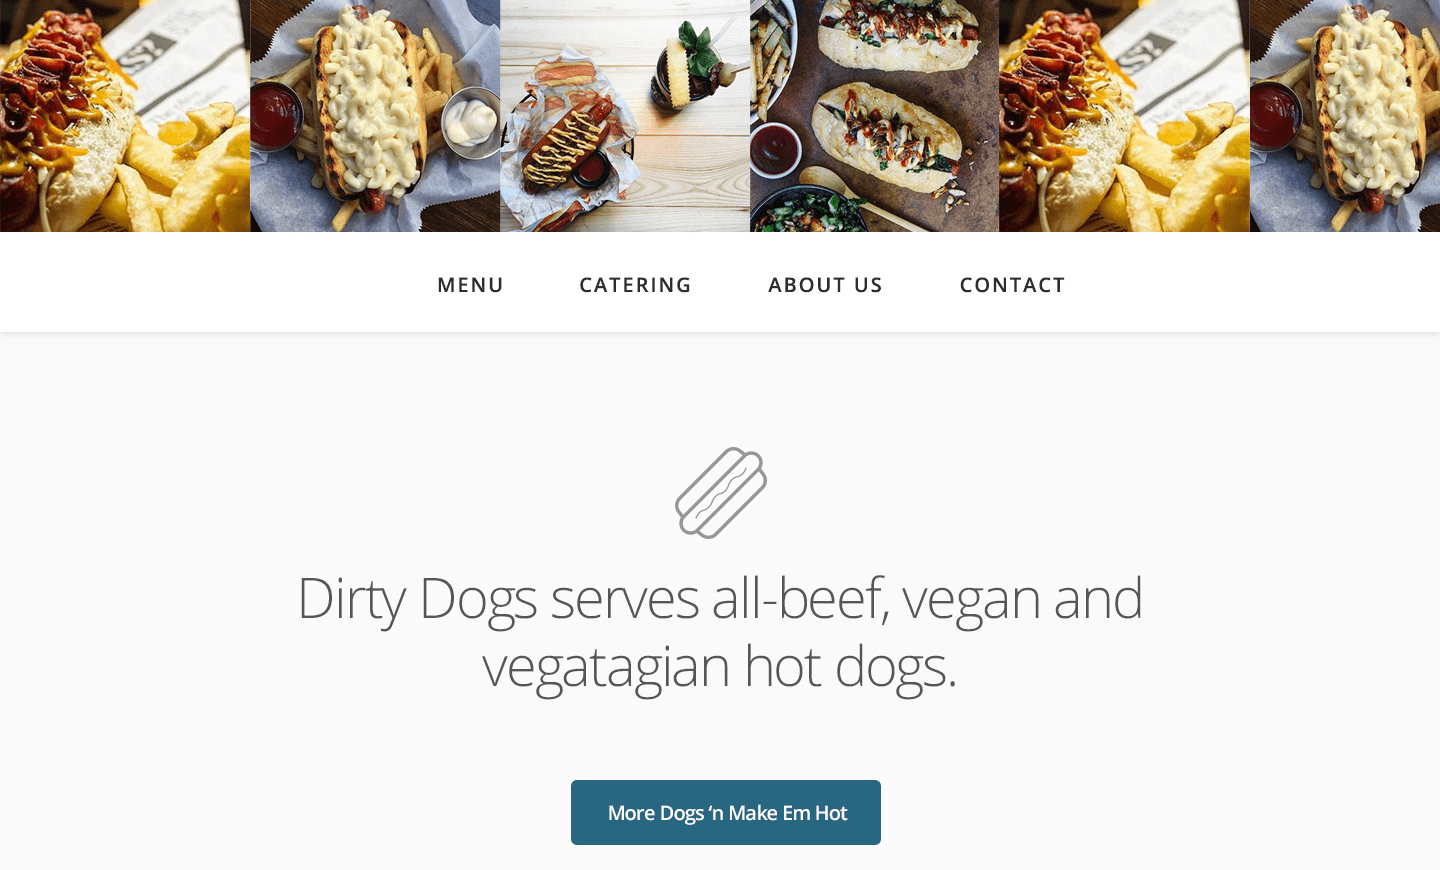 MENU
CATERING
ABOUT US
CONTACT
Dirty Dogs serves all-beef, vegan and
vegatagian hot dogs.
More Dogs ‘n Make Em Hot